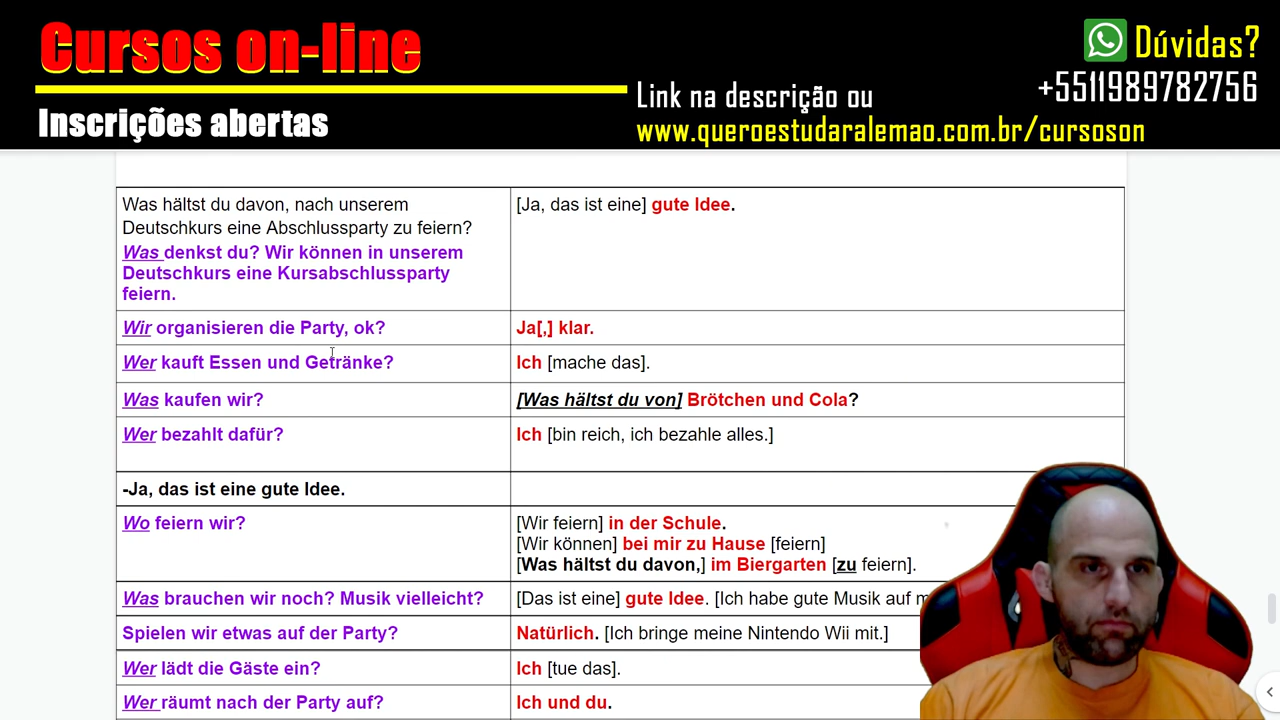 Cursos on-line
Inscrições abertas
Dúvidas?
+5511989782756
Link na descrição ou
www.queroestudaralemao.com.br/cursoson
Was hältst du davon, nach unserem
Deutschkurs eine Abschlussparty zu feiern?
Was denkst du? Wir können in unserem
Deutschkurs eine Kursabschlussparty
feiern.
[Ja, das ist eine] gute Idee.
Wir organisieren die Party, ok?
Ja[,] klar.
Wer kauft Essen und Getränke?
Ich [mache das].
Was kaufen wir?
[Was hältst du von] Brötchen und Cola?
Wer bezahlt dafür?
Ich [bin reich, ich bezahle alles.]
-Ja, das ist eine gute Idee.
Wo feiern wir?
[Wir feiern] in der Schule.
[Wir können] bei mir zu Hause [feiern]
[Was hältst du davon,] im Biergarten [zu feiern].
Was brauchen wir noch? Musik vielleicht?
[Das ist eine] gute Idee. [Ich habe gute Musik auf
Spielen wir etwas auf der Party?
Natürlich. [Ich bringe meine Nintendo Wii mit.]
Wer lädt die Gäste ein?
Ich [tue das].
Wer räumt nach der Party auf?
Ich und du.